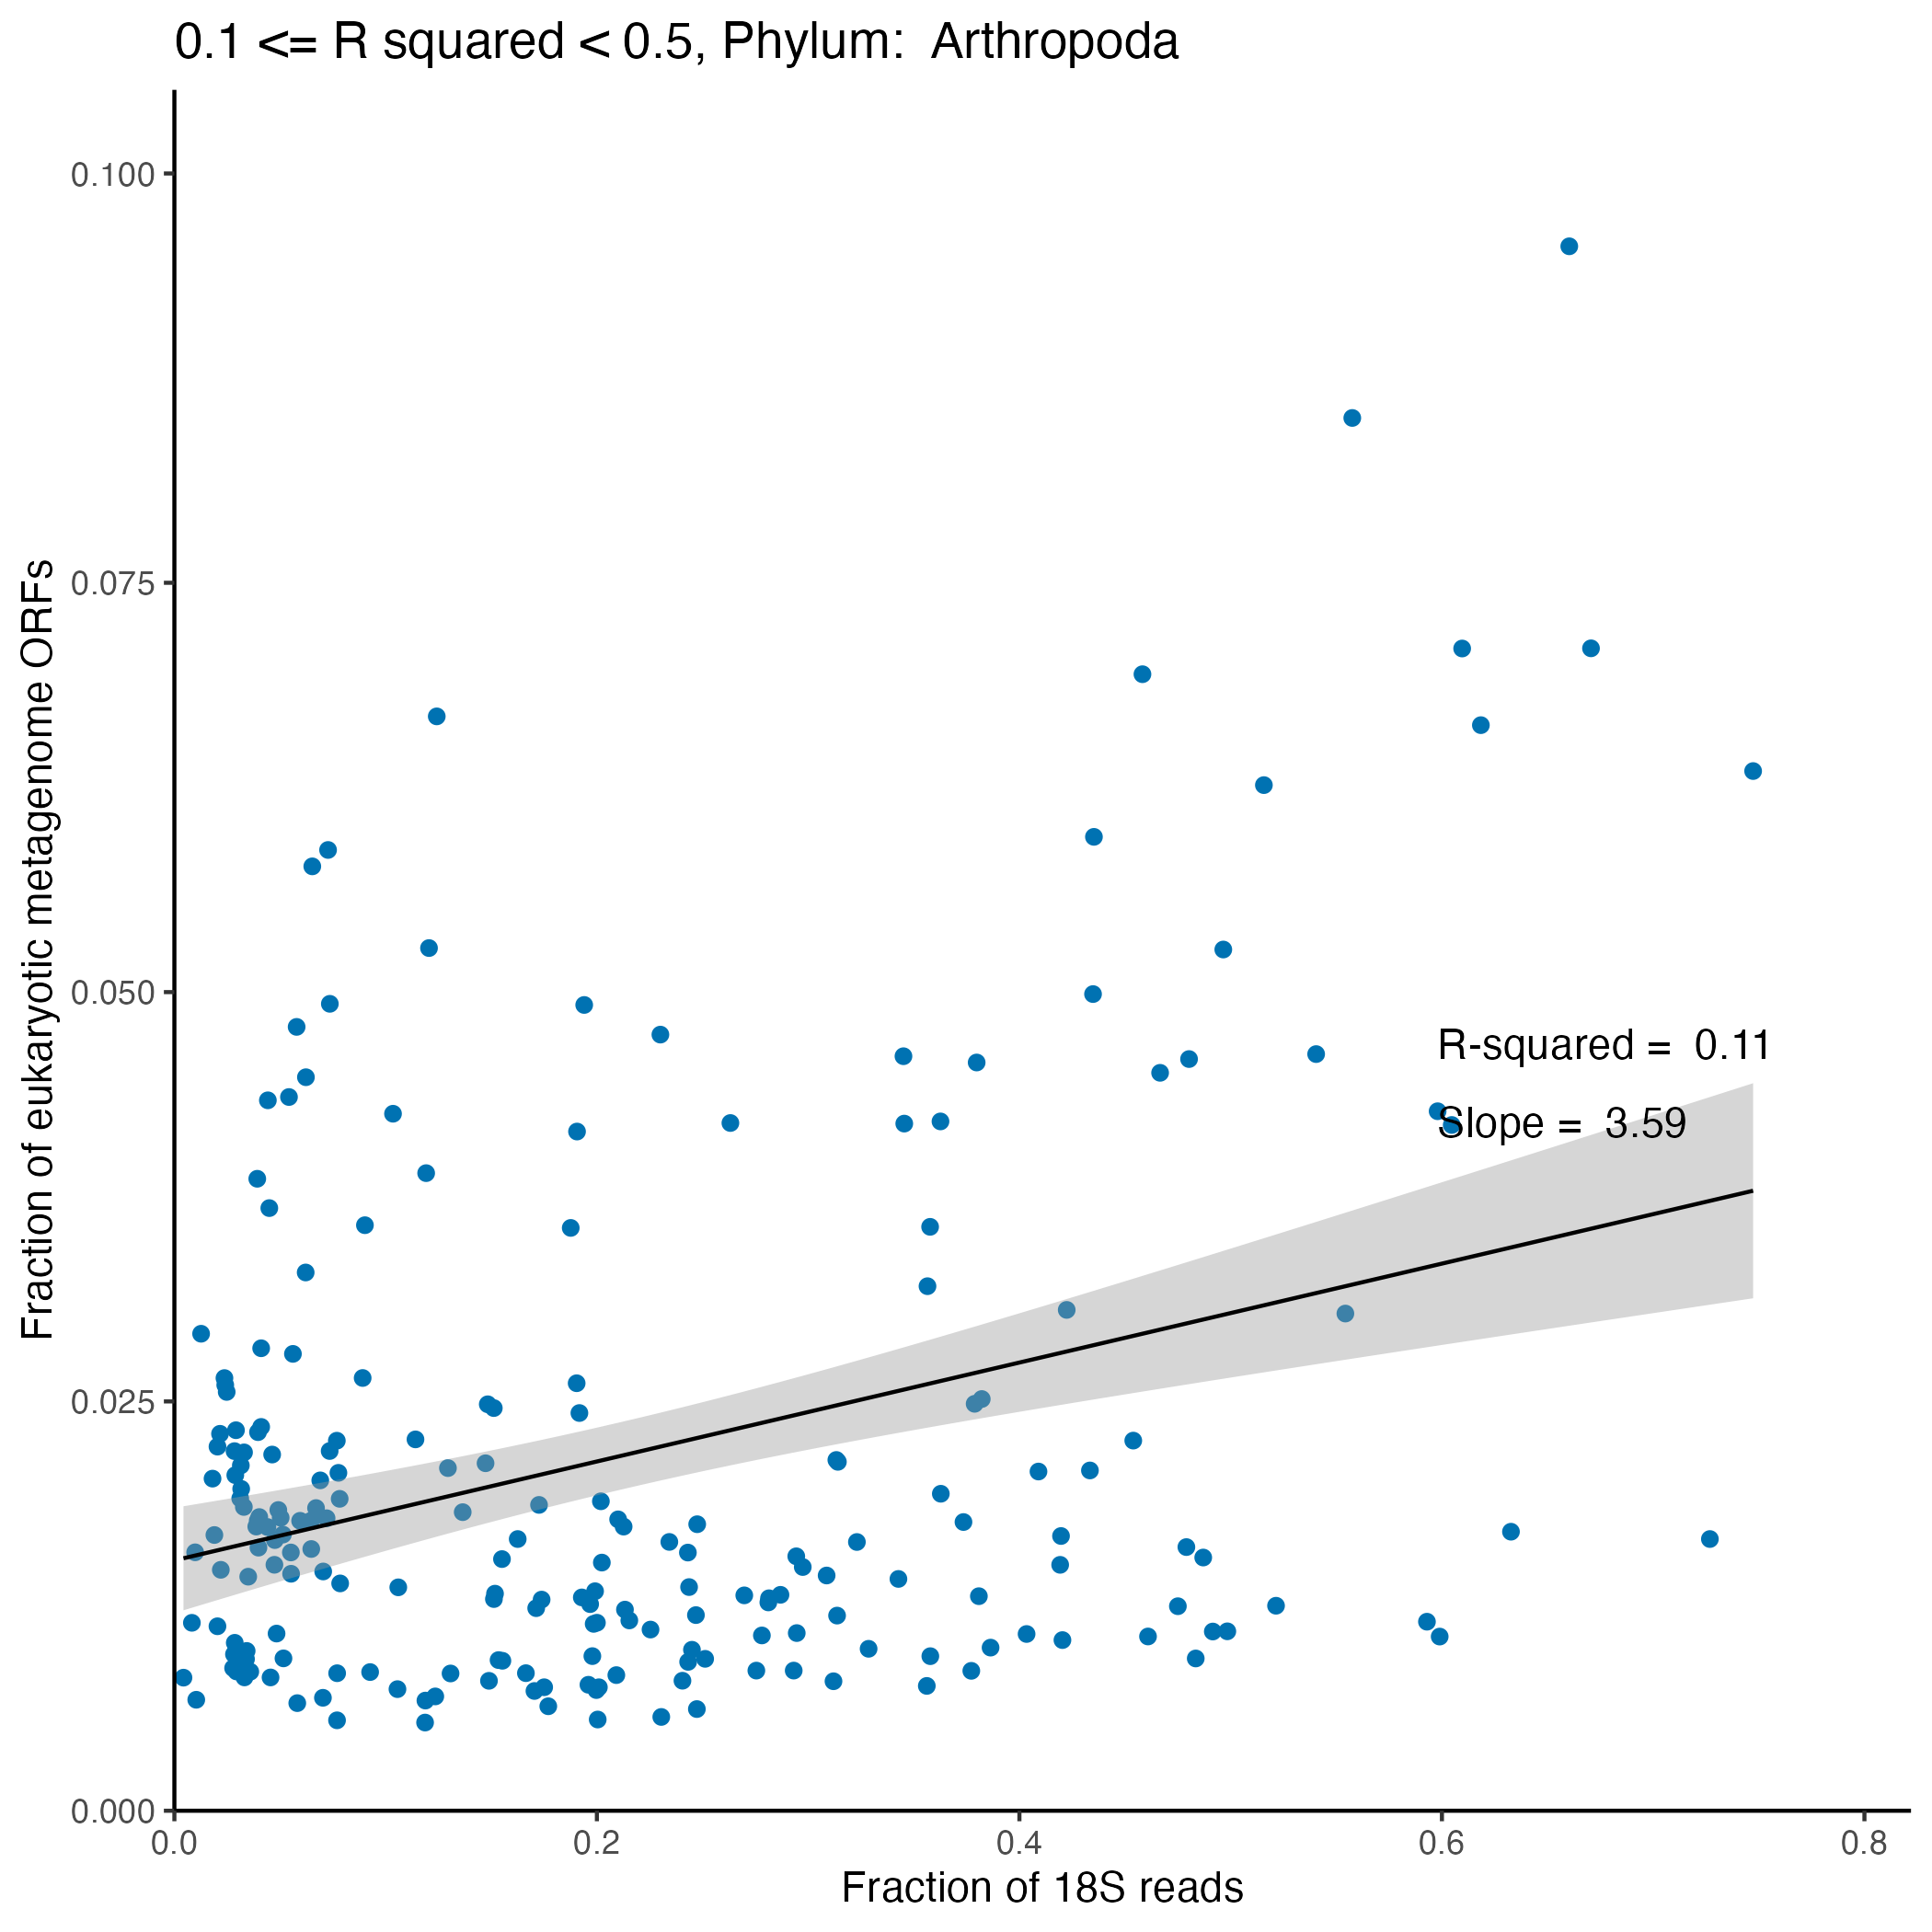 0.1 <= R squared < 0.5, Phylum:  Arthropoda
Fraction of eukaryotic metagenome ORFs
0.100
0.075
0.050
0.025
0.000
R-squared =  0.11
Slope =  3.59
0.0
0.2
0.4
0.6
0.8
Fraction of 18S reads